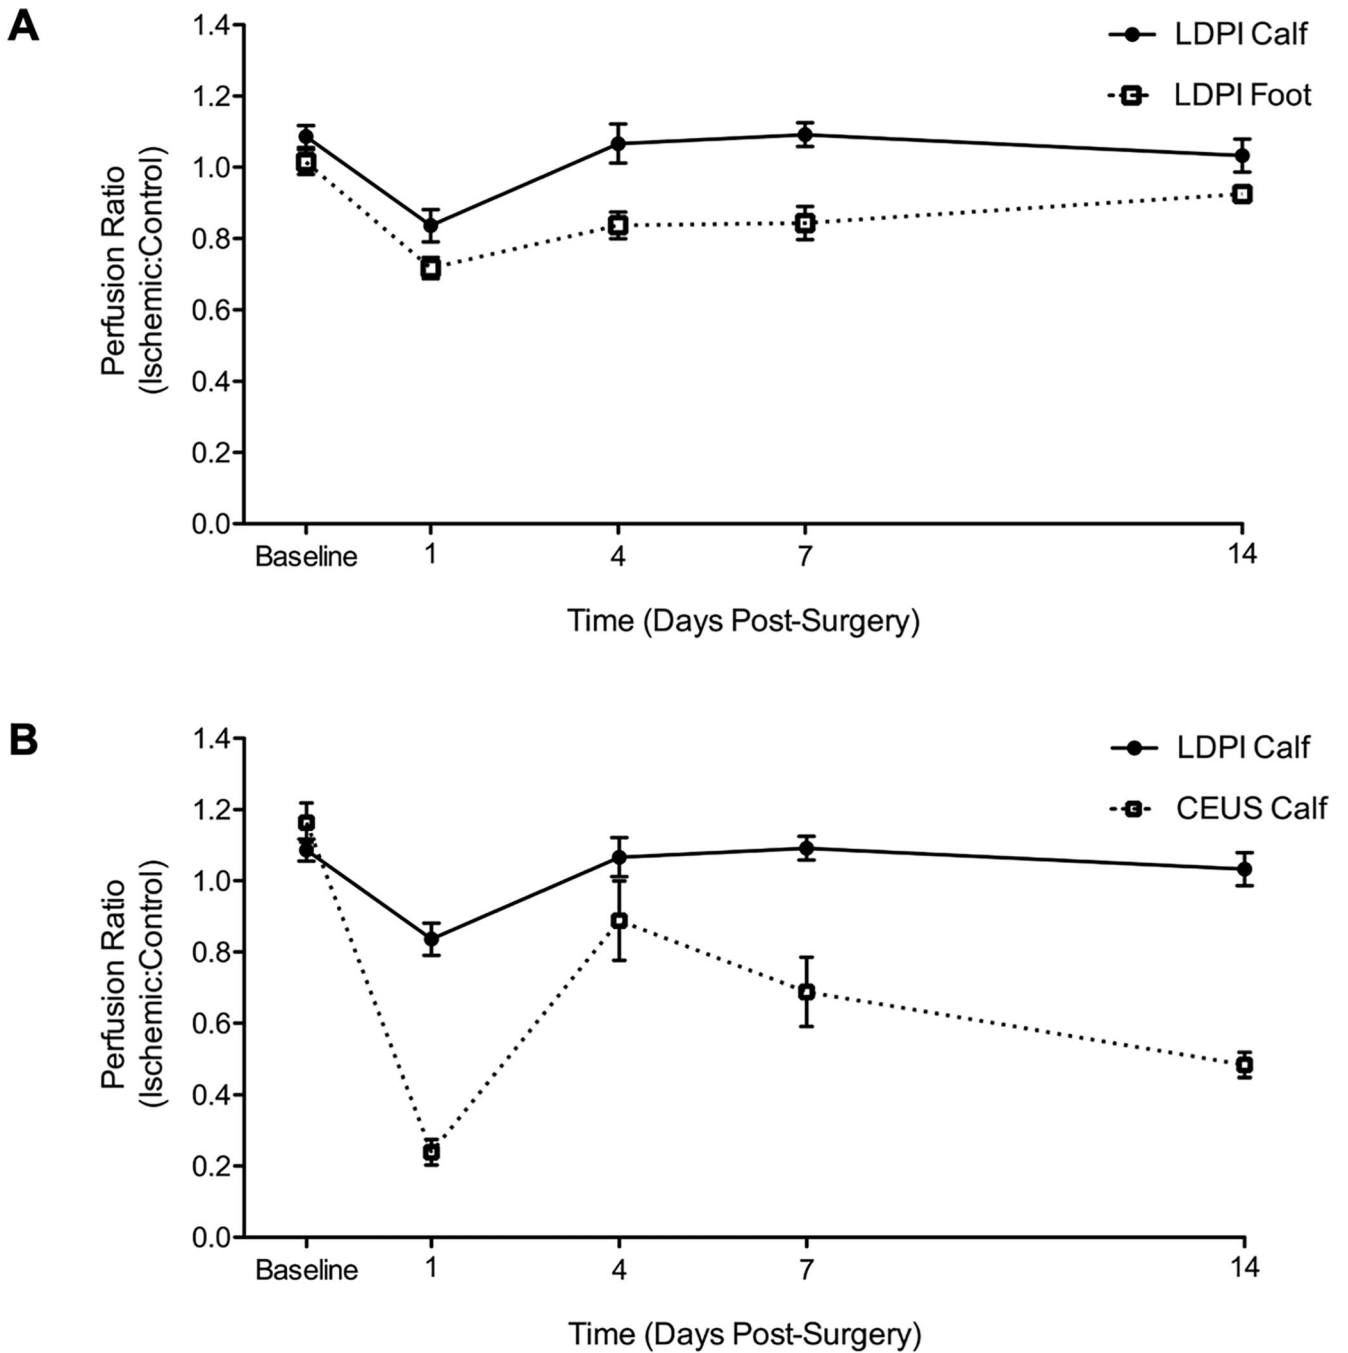 A
LDPI Calf
LDPI Foot
1.4
1.2
1.0
0.8
0.6
0.4
0.2
0.0
Perfusion Ratio
(Ischemic:Control)
Baseline 1 4 7 14
Time (Days Post-Surgery)
B
LDPI Calf
CEUS Calf
1.4
1.2
1.0
0.8
0.6
0.4
0.2
0.0
Perfusion Ratio
(Ischemic:Control)
Baseline 1 4 7 14
Time (Days Post-Surgery)